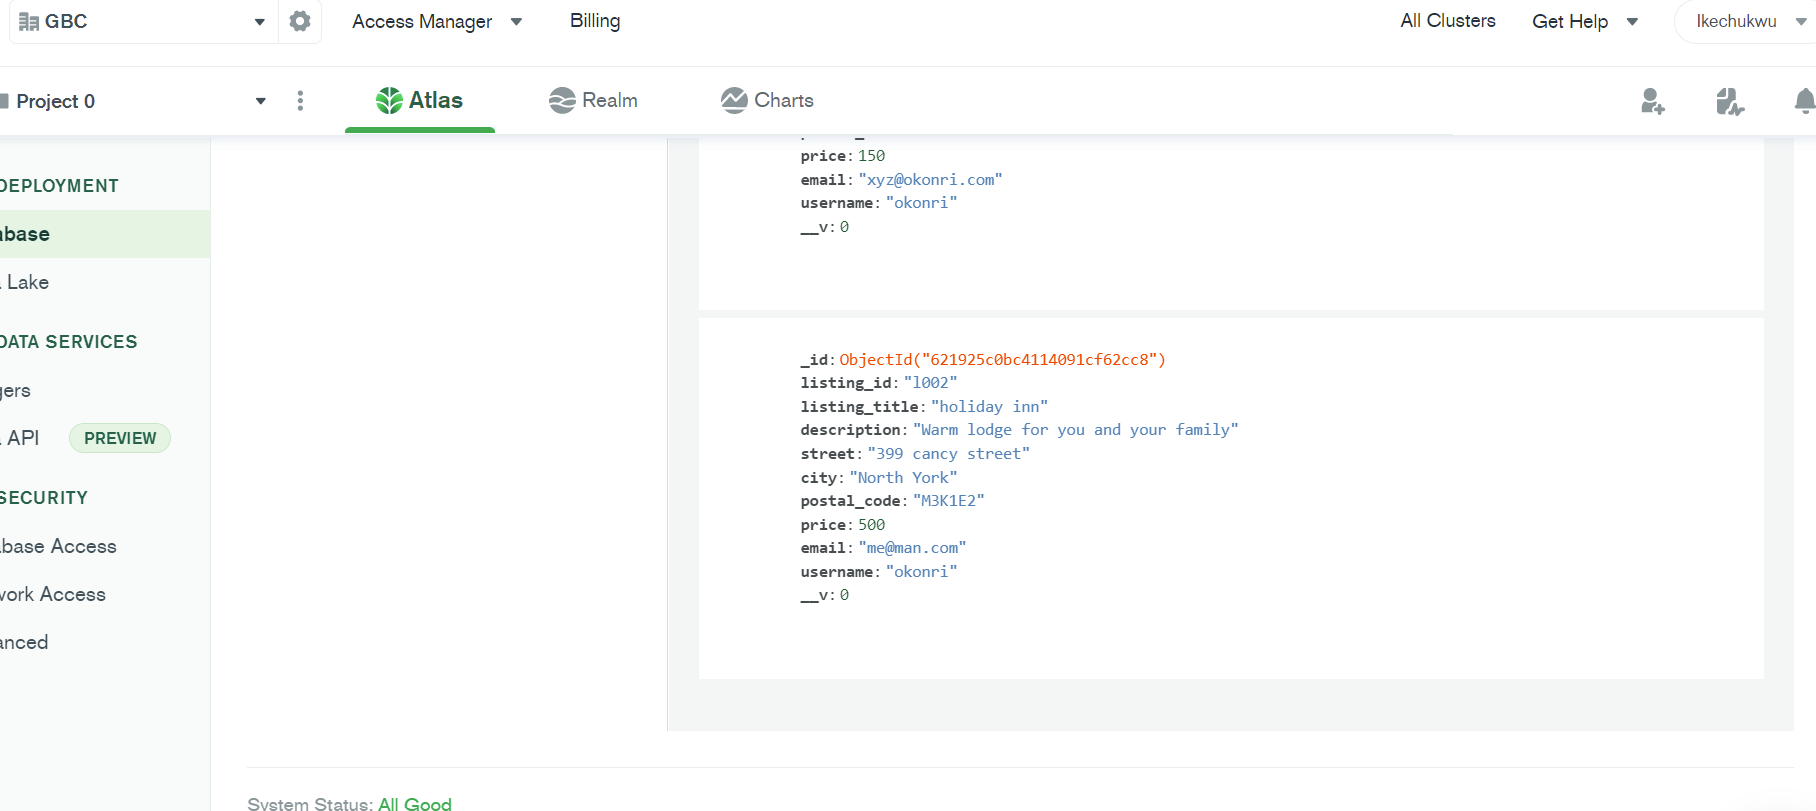 GBC
Access Manager
Billing
All Clusters
Get Help
Ikechukwu
Project 0
Atlas
Realm
Charts
DEPLOYMENT
abase
Lake
DATA SERVICES
gers
API PREVIEW
SECURITY
abase Access
work Access
anced
price: 150
email: "xyz@okonri.com"
username: "okonri"
__v: 0
_id: ObjectId("621925c0bc4114091cf62cc8")
listing_id: "l002"
listing_title: "holiday inn"
description: "Warm lodge for you and your family"
street: "399 cancy street"
city: "North York"
postal_code: "M3K1E2"
price: 500
email: "me@man.com"
username: "okonri"
__v: 0
System Status: All Good